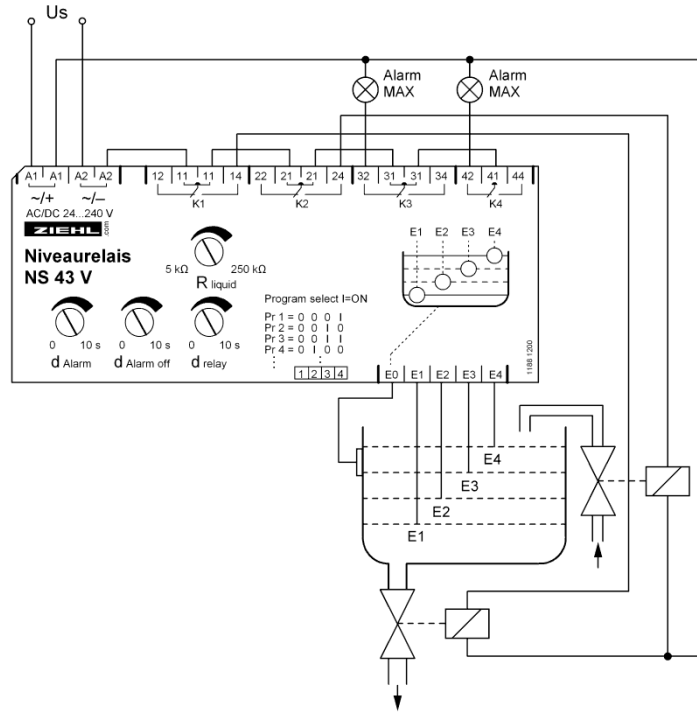 Us
Alarm MAX
Alarm MAX
A1 A1 A2 A2 12 11 11 14 22 21 21 24 32 31 31 34 42 41 44
~/+ ~/–
K1 K2 K3 K4
AC/DC 24...240 V
ZIEHL.com
Niveaurelais
NS 43 V
5 kΩ 250 kΩ
R liquid
E1 E2 E3 E4
Program select I=ON
Pr 1 = 0 0 0 I
Pr 2 = 0 0 I 0
Pr 3 = 0 0 I I
Pr 4 = 0 I 0 0
0 10 s
d Alarm
0 10 s
d Alarm off
0 10 s
d relay
1 2 3 4
1186 1200
E0 E1 E2 E3 E4
E4
E3
E2
E1